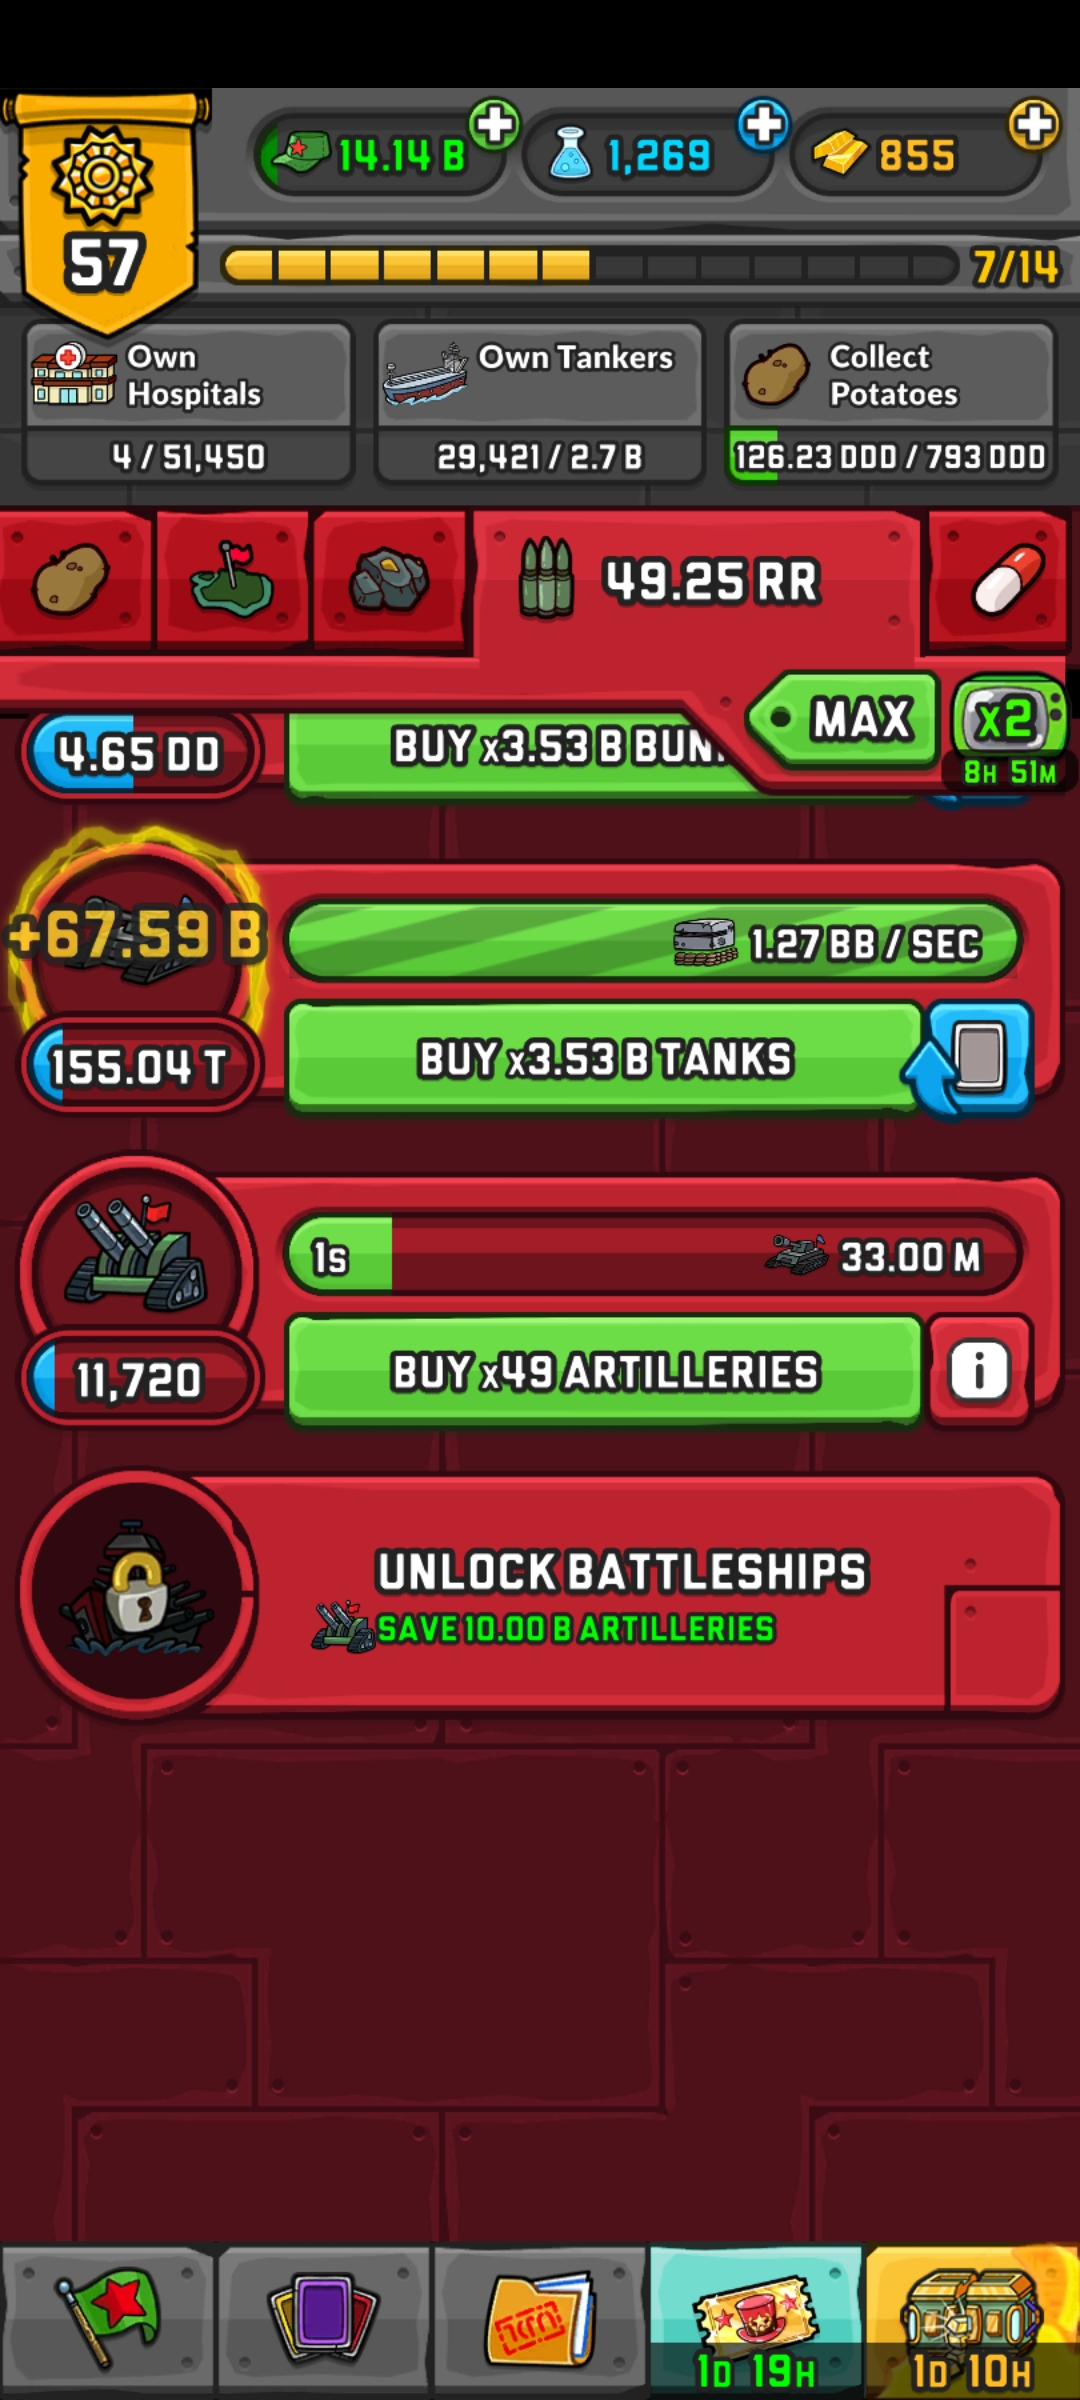 14.14 B
1,269
855
57
7/14
Own
Hospitals
4 / 51,450
Own Tankers
29,421 / 2.7 B
Collect
Potatoes
126.23 DDD / 793 DDD
49.25 RR
MAX
x2
8H 51M
4.65 DD
BUY x3.53 B BUN
+67.59 B
1.27 BB / SEC
155.04 T
BUY x3.53 B TANKS
1s
33.00 M
11,720
BUY x49 ARTILLERIES
i
UNLOCK BATTLESHIPS
SAVE 10.00 B ARTILLERIES
1D 19H
1D 10H